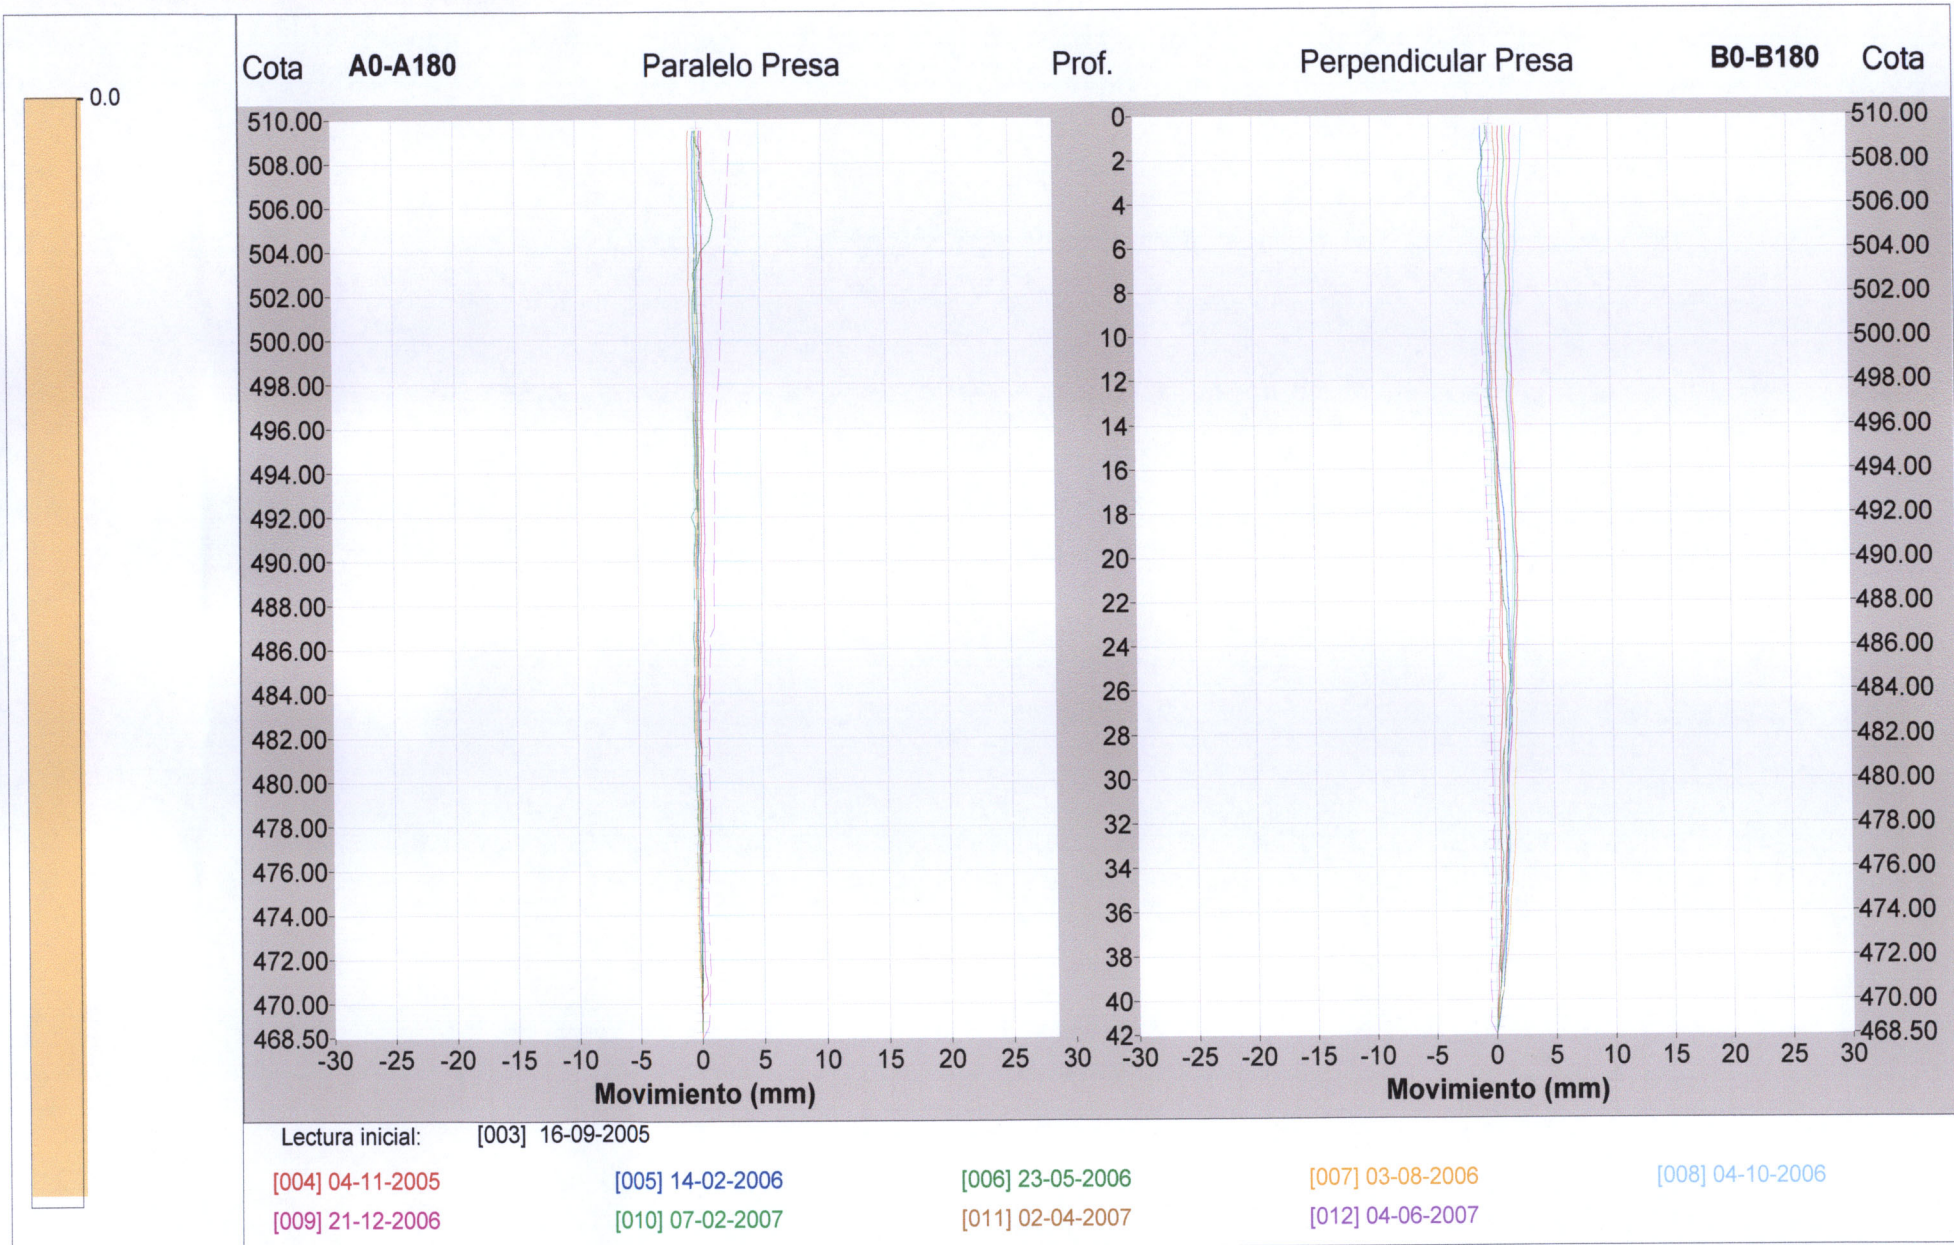 Cota A0-A180 Paralelo Presa Prof. Perpendicular Presa B0-B180 Cota
0.0
510.00 0 510.00
508.00 2 508.00
506.00 4 506.00
504.00 6 504.00
502.00 8 502.00
500.00 10 500.00
498.00 12 498.00
496.00 14 496.00
494.00 16 494.00
492.00 18 492.00
490.00 20 490.00
488.00 22 488.00
486.00 24 486.00
484.00 26 484.00
482.00 28 482.00
480.00 30 480.00
478.00 32 478.00
476.00 34 476.00
474.00 36 474.00
472.00 38 472.00
470.00 40 470.00
468.50 42 468.50
-30 -25 -20 -15 -10 -5 0 5 10 15 20 25 30 -30 -25 -20 -15 -10 -5 0 5 10 15 20 25 30
Movimiento (mm) Movimiento (mm)
Lectura inicial: [003] 16-09-2005
[004] 04-11-2005 [005] 14-02-2006 [006] 23-05-2006 [007] 03-08-2006 [008] 04-10-2006
[009] 21-12-2006 [010] 07-02-2007 [011] 02-04-2007 [012] 04-06-2007